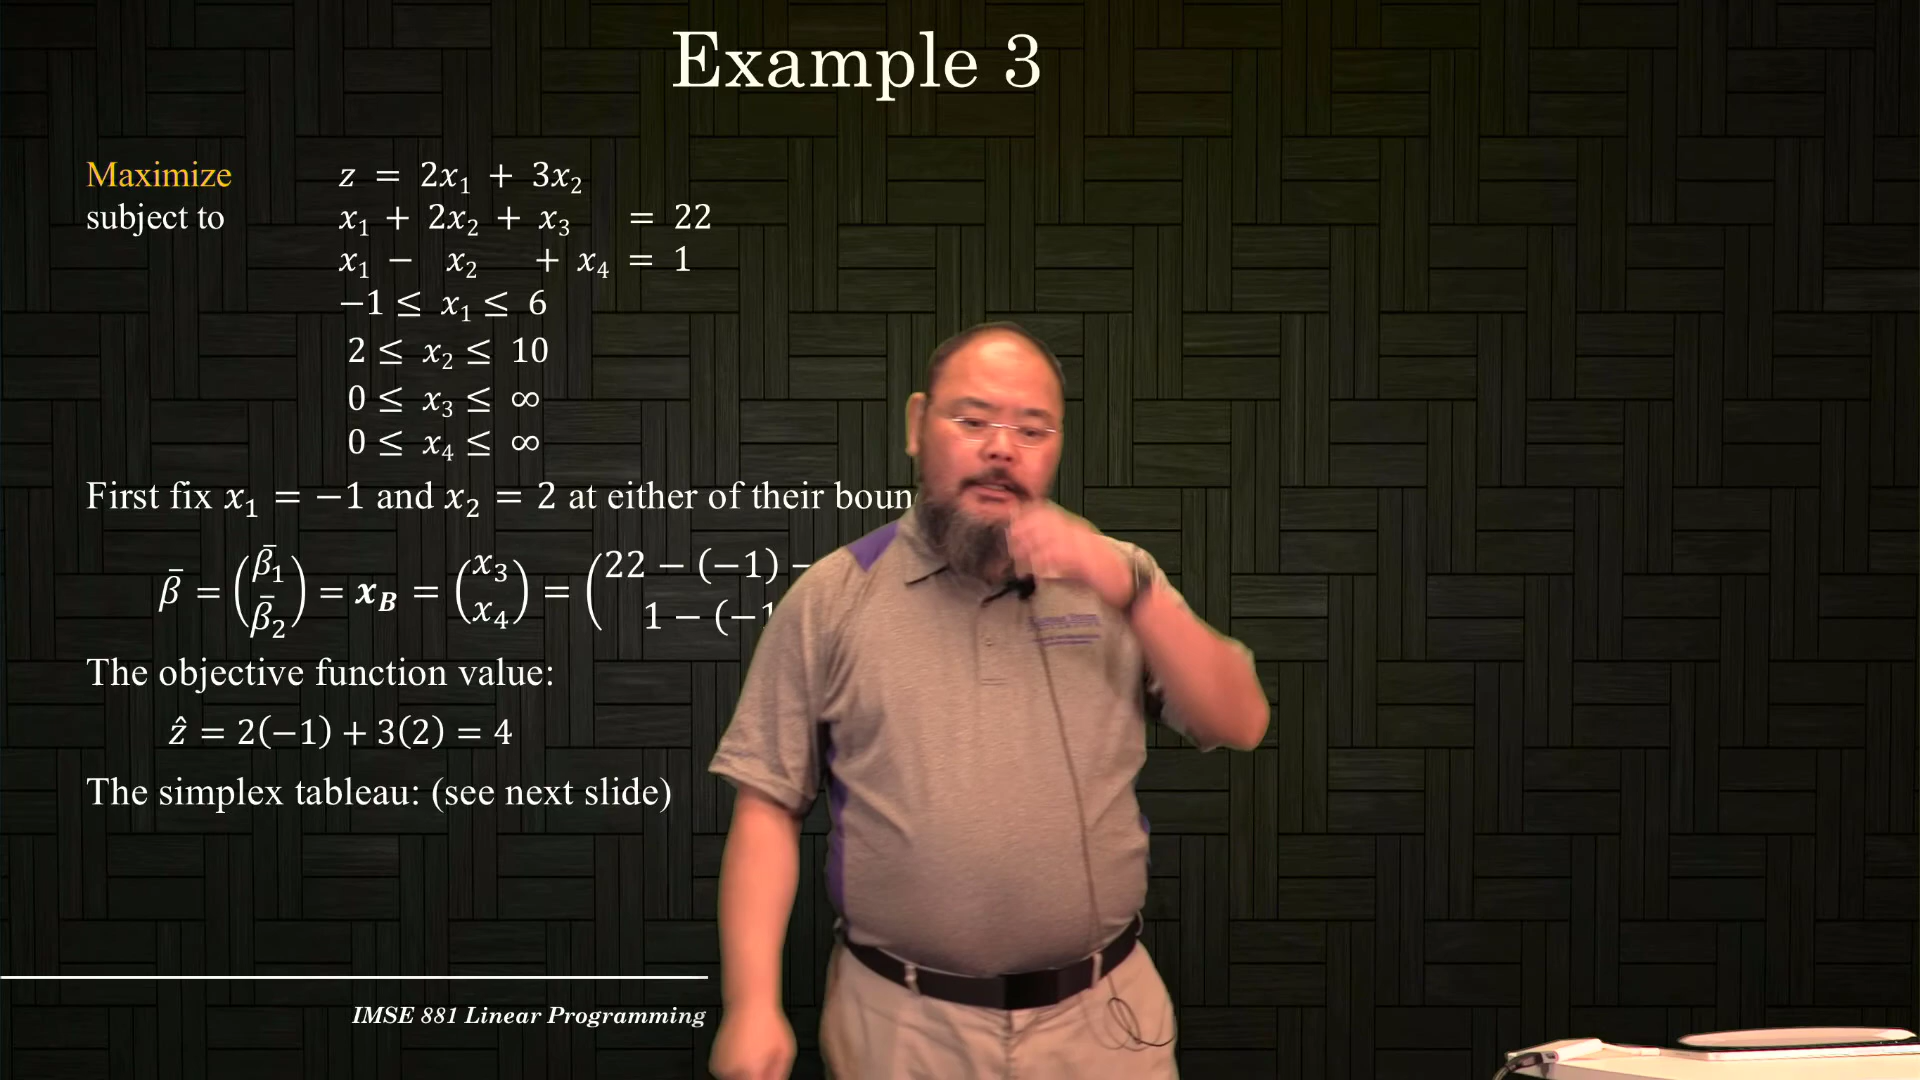 Example 3
Maximize z = 2x₁ + 3x₂
subject to x₁ + 2x₂ + x₃ = 22
x₁ − x₂ + x₄ = 1
−1 ≤ x₁ ≤ 6
2 ≤ x₂ ≤ 10
0 ≤ x₃ ≤ ∞
0 ≤ x₄ ≤ ∞
First fix x₁ = −1 and x₂ = 2 at either of their
β̄ = (β̄₁ β̄₂) = x_B = (x₃ x₄) = (22 − (−1) − 1 − (−1
The objective function value:
ẑ = 2(−1) + 3(2) = 4
The simplex tableau: (see next slide)
IMSE 881 Linear Programming